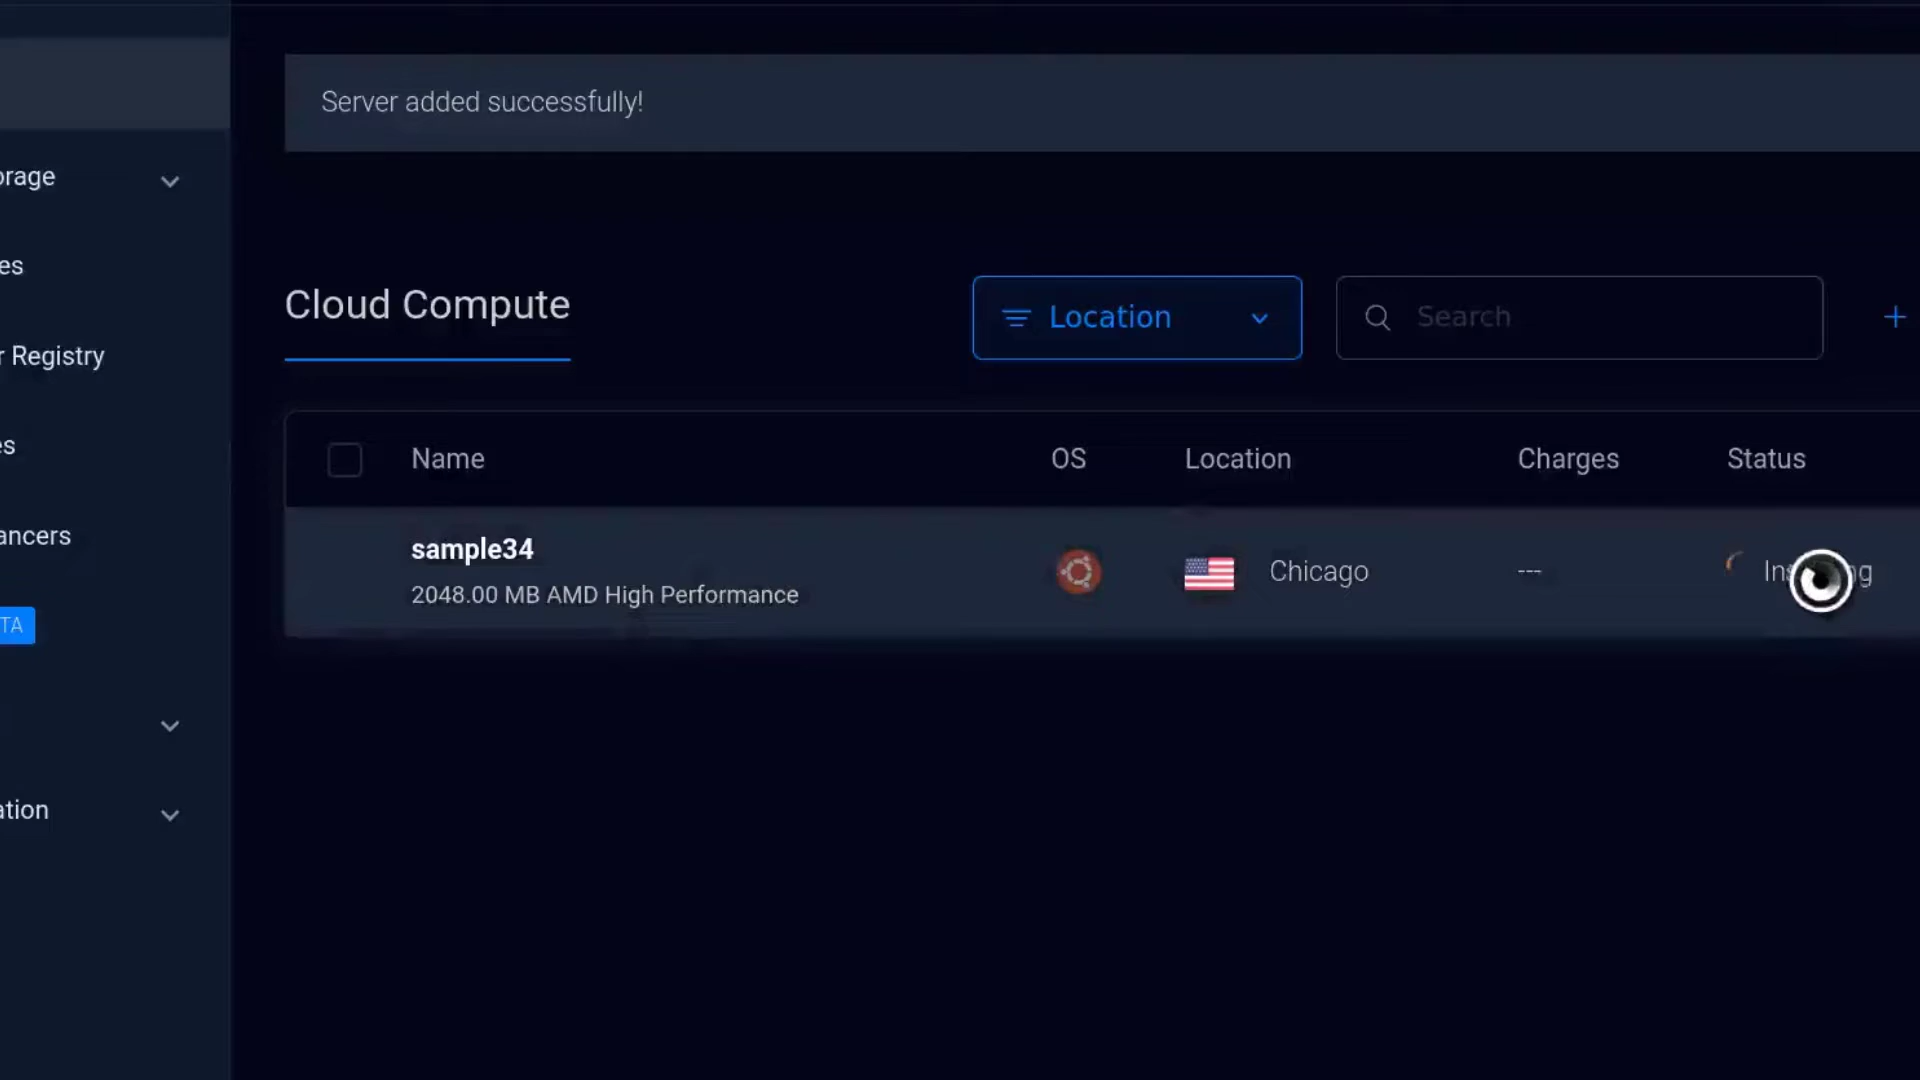 Server added successfully!
orage
es
r Registry
es
ancers
TA
ation
Cloud Compute
Location
Search
Name
OS
Location
Charges
Status
sample34
2048.00 MB AMD High Performance
Chicago
---